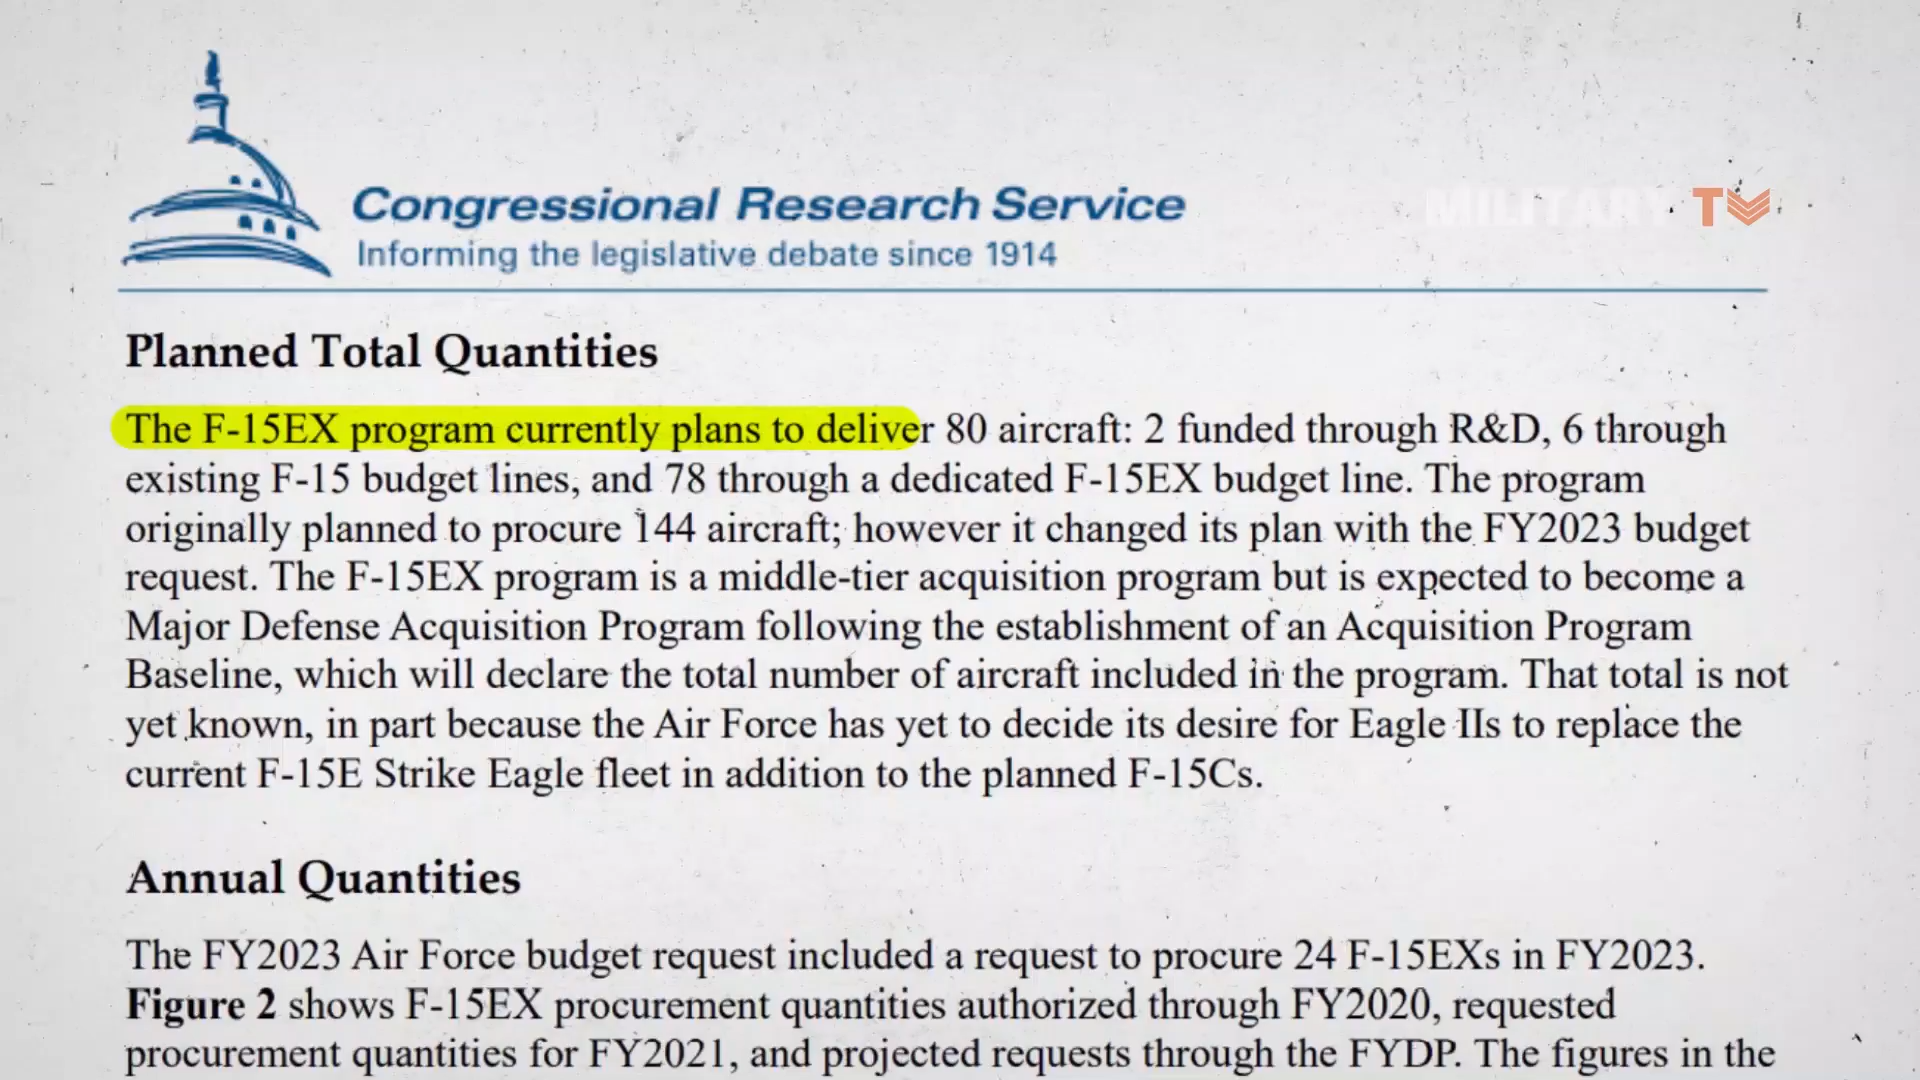 Congressional Research Service
Informing the legislative debate since 1914
MILITARY TV
Planned Total Quantities
The F-15EX program currently plans to deliver 80 aircraft: 2 funded through R&D, 6 through
existing F-15 budget lines, and 78 through a dedicated F-15EX budget line. The program
originally planned to procure 144 aircraft; however it changed its plan with the FY2023 budget
request. The F-15EX program is a middle-tier acquisition program but is expected to become a
Major Defense Acquisition Program following the establishment of an Acquisition Program
Baseline, which will declare the total number of aircraft included in the program. That total is not
yet known, in part because the Air Force has yet to decide its desire for Eagle IIs to replace the
current F-15E Strike Eagle fleet in addition to the planned F-15Cs.
Annual Quantities
The FY2023 Air Force budget request included a request to procure 24 F-15EXs in FY2023.
Figure 2 shows F-15EX procurement quantities authorized through FY2020, requested
procurement quantities for FY2021, and projected requests through the FYDP. The figures in the